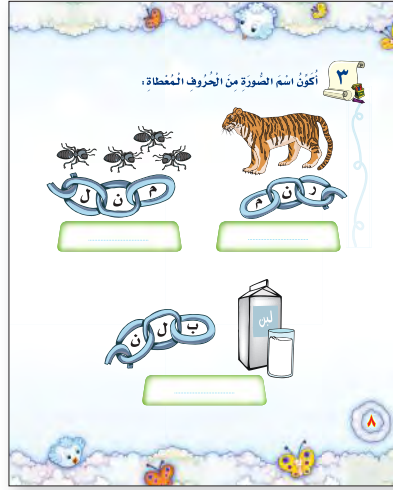 ٣
أُكَوِّنُ اسْمَ الصُّورَةِ مِنَ الْحُرُوفِ الْمُعْطَاةِ :
ر ن م
م ن ل
لبن
ب ل ن
٨